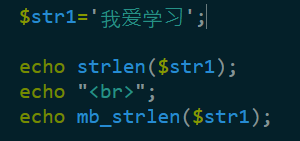 $str1='我爱学习';
echo strlen($str1);
echo "<br>";
echo mb_strlen($str1);